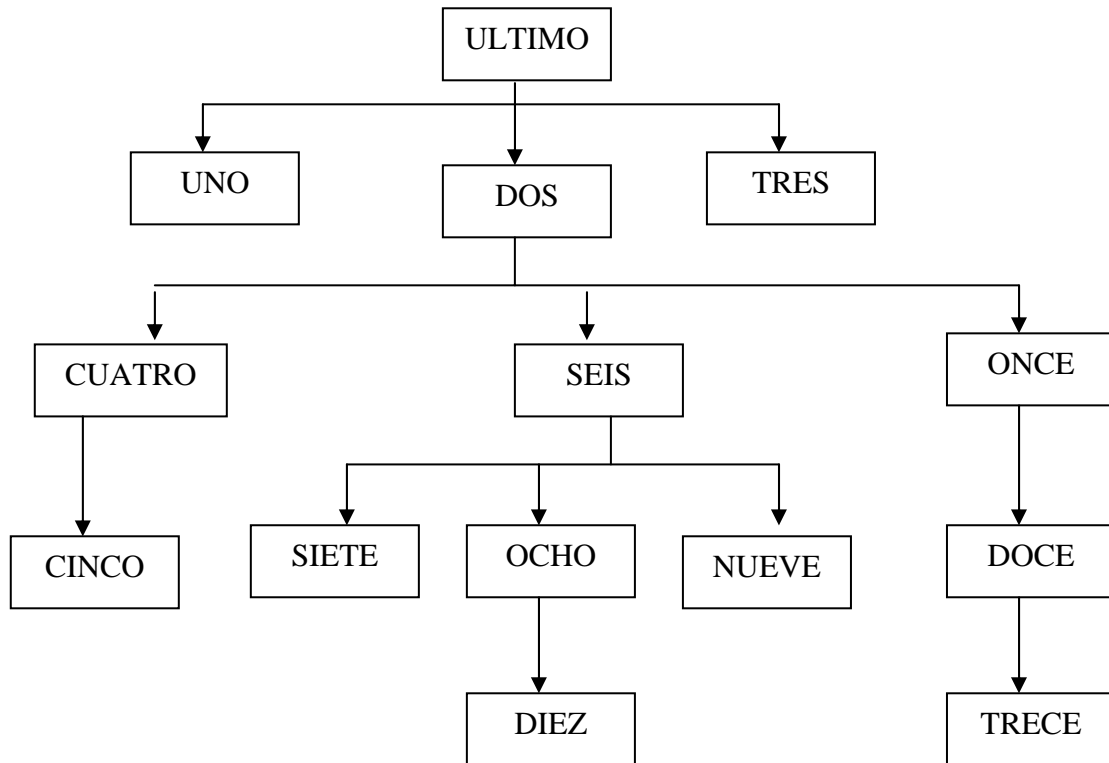 ULTIMO
UNO
DOS
TRES
CUATRO
SEIS
ONCE
CINCO
SIETE
OCHO
NUEVE
DOCE
DIEZ
TRECE